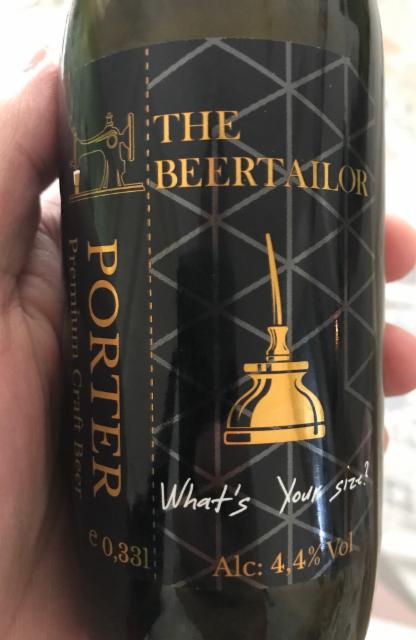 THE
BEERTAILOR
PORTER
Premium Craft Beer
What's Your size?
e 0,33l
Alc: 4,4% Vol